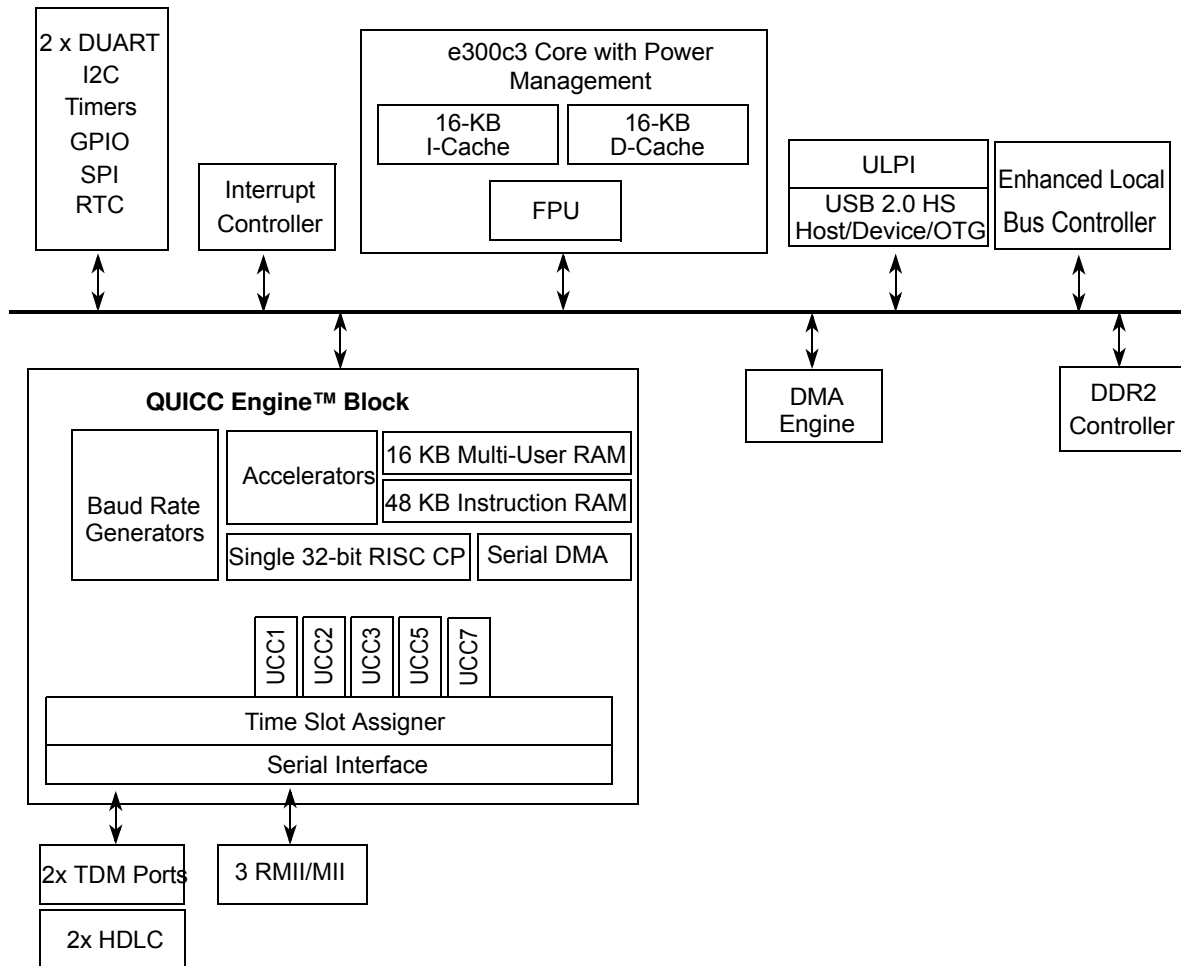 2 x DUART
I2C
Timers
GPIO
SPI
RTC
Interrupt
Controller
e300c3 Core with Power
Management
16-KB
I-Cache
16-KB
D-Cache
FPU
ULPI
USB 2.0 HS
Host/Device/OTG
Enhanced Local
Bus Controller
QUICC Engine™ Block
Baud Rate
Generators
Accelerators
16 KB Multi-User RAM
48 KB Instruction RAM
Single 32-bit RISC CP
Serial DMA
UCC1
UCC2
UCC3
UCC5
UCC7
Time Slot Assigner
Serial Interface
DMA
Engine
DDR2
Controller
2x TDM Ports
3 RMII/MII
2x HDLC